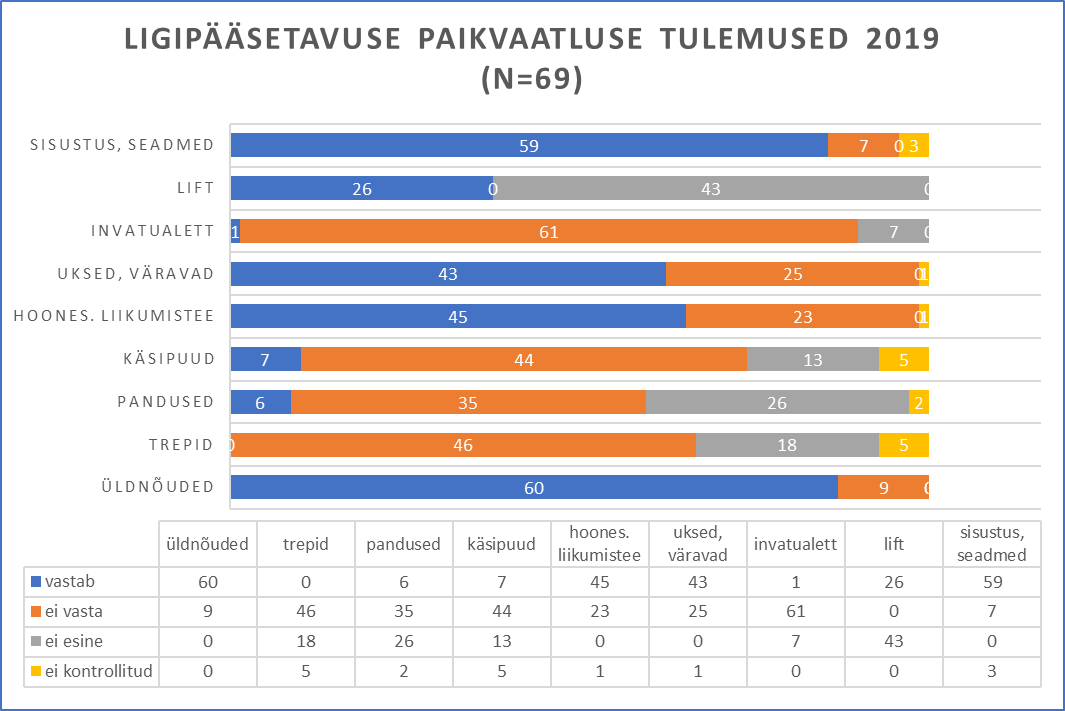 LIGIPÄÄSETAVUSE PAIKVAATLUSE TULEMUSED 2019
(N=69)
SISUSTUS, SEADMED 59 7 0 3
LIFT 26 0 43 0
INVATUALETT 1 61 7 0
UKSED, VÄRAVAD 43 25 0 1
HOONES. LIIKUMISTEE 45 23 0 1
KÄSIPUUD 7 44 13 5
PANDUSED 6 35 26 2
TREPID 0 46 18 5
ÜLDNÕUDED 60 9 0
üldnõuded trepid pandused käsipuud hoones. liikumistee uksed, väravad invatualett lift sisustus, seadmed
vastab 60 0 6 7 45 43 1 26 59
ei vasta 9 46 35 44 23 25 61 0 7
ei esine 0 18 26 13 0 0 7 43 0
ei kontrollitud 0 5 2 5 1 1 0 0 3